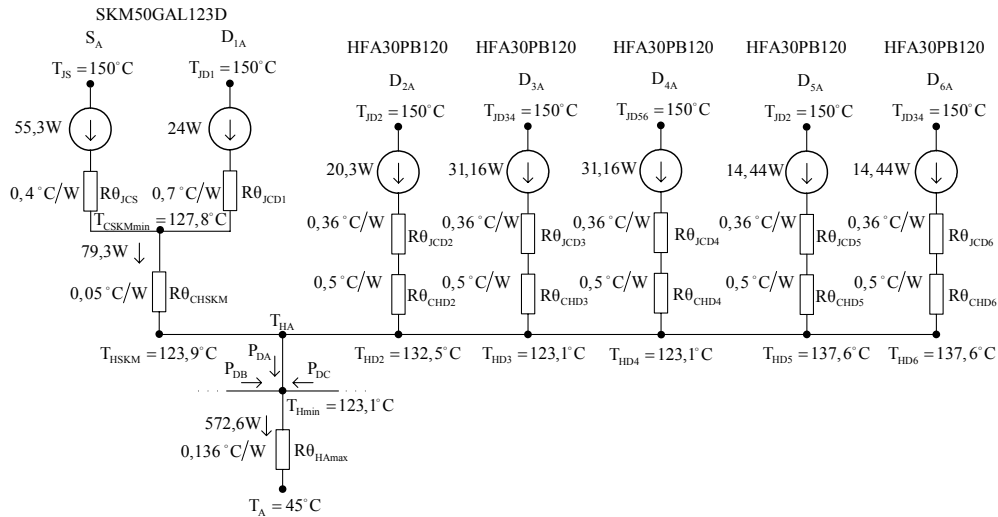 SKM50GAL123D
S_A D_1A
T_JS = 150°C T_JD1 = 150°C
HFA30PB120 HFA30PB120 HFA30PB120 HFA30PB120 HFA30PB120
D_2A D_3A D_4A D_5A D_6A
T_JD2 = 150°C T_JD34 = 150°C T_JD56 = 150°C T_JD2 = 150°C T_JD34 = 150°C
55,3W 24W
20,3W 31,16W 31,16W 14,44W 14,44W
0,4°C/W Rθ_JCS 0,7°C/W Rθ_JCD1
T_CSKMmin = 127,8°C
0,36°C/W Rθ_JCD2 0,36°C/W Rθ_JCD3 0,36°C/W Rθ_JCD4 0,36°C/W Rθ_JCD5 0,36°C/W Rθ_JCD6
79,3W
0,05°C/W Rθ_CHSKM
0,5°C/W Rθ_CHD2 0,5°C/W Rθ_CHD3 0,5°C/W Rθ_CHD4 0,5°C/W Rθ_CHD5 0,5°C/W Rθ_CHD6
T_HA
T_HSKM = 123,9°C T_HD2 = 132,5°C T_HD3 = 123,1°C T_HD4 = 123,1°C T_HD5 = 137,6°C T_HD6 = 137,6°C
P_DA
P_DB P_DC
T_Hmin = 123,1°C
572,6W
0,136°C/W Rθ_HAmax
T_A = 45°C